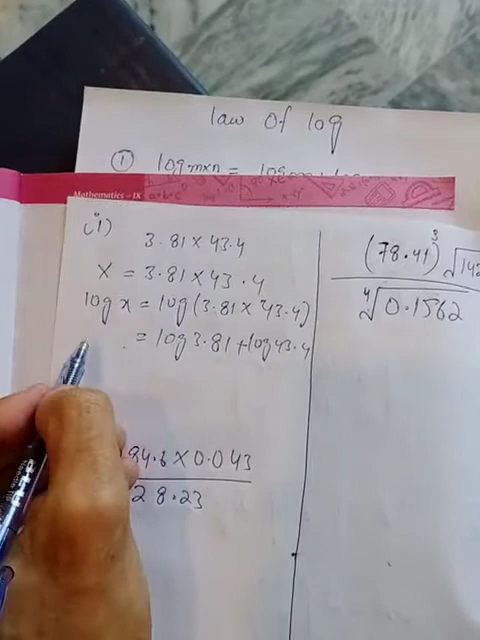 law of log
① log mxn =
Mathematics - IX
(i)
3.81 × 43.4
x = 3.81 × 43.4
log x = log (3.81 × 43.4)
= log 3.81 + log 43.4
84.6 × 0.043
28.23
(78.41)³ √142
∜0.1562